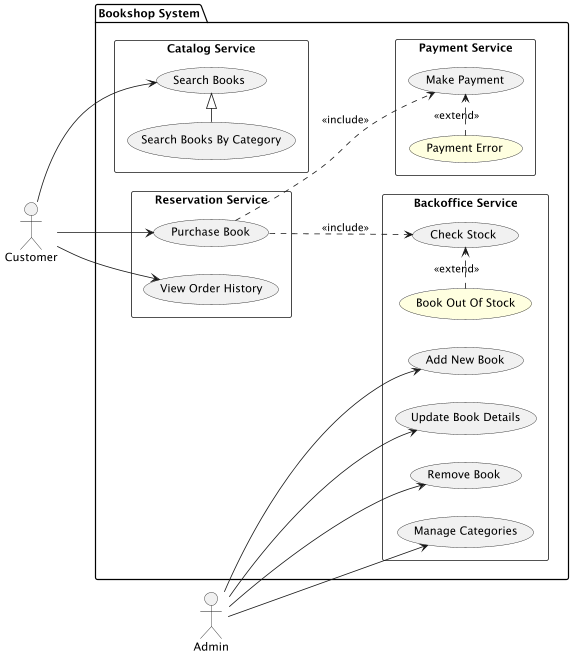 Bookshop System
Catalog Service
Search Books
Search Books By Category
Payment Service
Make Payment
«include»
«extend»
Payment Error
Reservation Service
Purchase Book
«include»
View Order History
Customer
Backoffice Service
Check Stock
«extend»
Book Out Of Stock
Add New Book
Update Book Details
Remove Book
Manage Categories
Admin